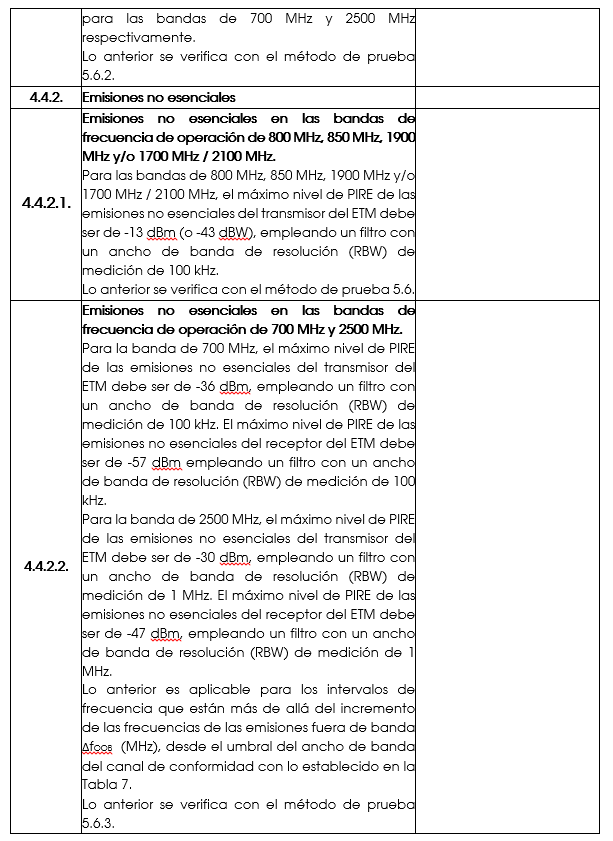 para las bandas de 700 MHz y 2500 MHz
respectivamente.
Lo anterior se verifica con el método de prueba
5.6.2.
4.4.2. Emisiones no esenciales
Emisiones no esenciales en las bandas de
frecuencia de operación de 800 MHz, 850 MHz, 1900
MHz y/o 1700 MHz / 2100 MHz.
Para las bandas de 800 MHz, 850 MHz, 1900 MHz y/o
4.4.2.1.
1700 MHz / 2100 MHz, el máximo nivel de PIRE de las
emisiones no esenciales del transmisor del ETM debe
ser de -13 dBm (o -43 dBW), empleando un filtro con
un ancho de banda de resolución (RBW) de
medición de 100 kHz.
Lo anterior se verifica con el método de prueba 5.6.
Emisiones no esenciales en las bandas de
frecuencia de operación de 700 MHz y 2500 MHz.
Para la banda de 700 MHz, el máximo nivel de PIRE
de las emisiones no esenciales del transmisor del
ETM debe ser de -36 dBm, empleando un filtro con
un ancho de banda de resolución (RBW) de
medición de 100 kHz. El máximo nivel de PIRE de las
emisiones no esenciales del receptor del ETM debe
ser de -57 dBm empleando un filtro con un ancho
de banda de resolución (RBW) de medición de 100
kHz.
Para la banda de 2500 MHz, el máximo nivel de PIRE
de las emisiones no esenciales del transmisor del
4.4.2.2.
ETM debe ser de -30 dBm, empleando un filtro con
un ancho de banda de resolución (RBW) de
medición de 1 MHz. El máximo nivel de PIRE de las
emisiones no esenciales del receptor del ETM debe
ser de -47 dBm, empleando un filtro con un ancho
de banda de resolución (RBW) de medición de 1
MHz.
Lo anterior es aplicable para los intervalos de
frecuencia que están más de allá del incremento
de las frecuencias de las emisiones fuera de banda
ΔfOOB (MHz), desde el umbral del ancho de banda
del canal de conformidad con lo establecido en la
Tabla 7.
Lo anterior se verifica con el método de prueba
5.6.3.